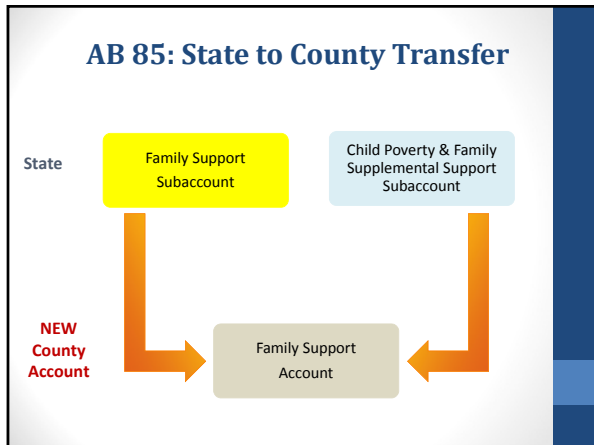 AB 85: State to County Transfer
State
Family Support
Subaccount
Child Poverty & Family
Supplemental Support
Subaccount
NEW
County
Account
Family Support
Account